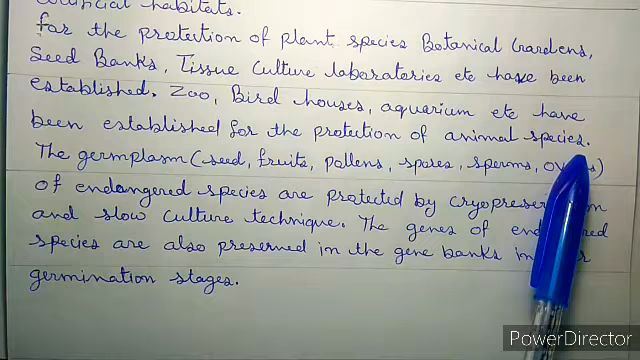 artificial habitats.
for the protection of plant species Botanical Gardens,
Seed Banks, Tissue Culture laboratories etc have been
established. Zoo, Bird houses, aquarium etc have
been established for the protection of animal species.
The germplasm (seed, fruits, pollens, spores, sperms,
of endangered species are protected by
and slow culture technique. The genes of
species are also preserved in the gene banks in
germination stages.
PowerDirector